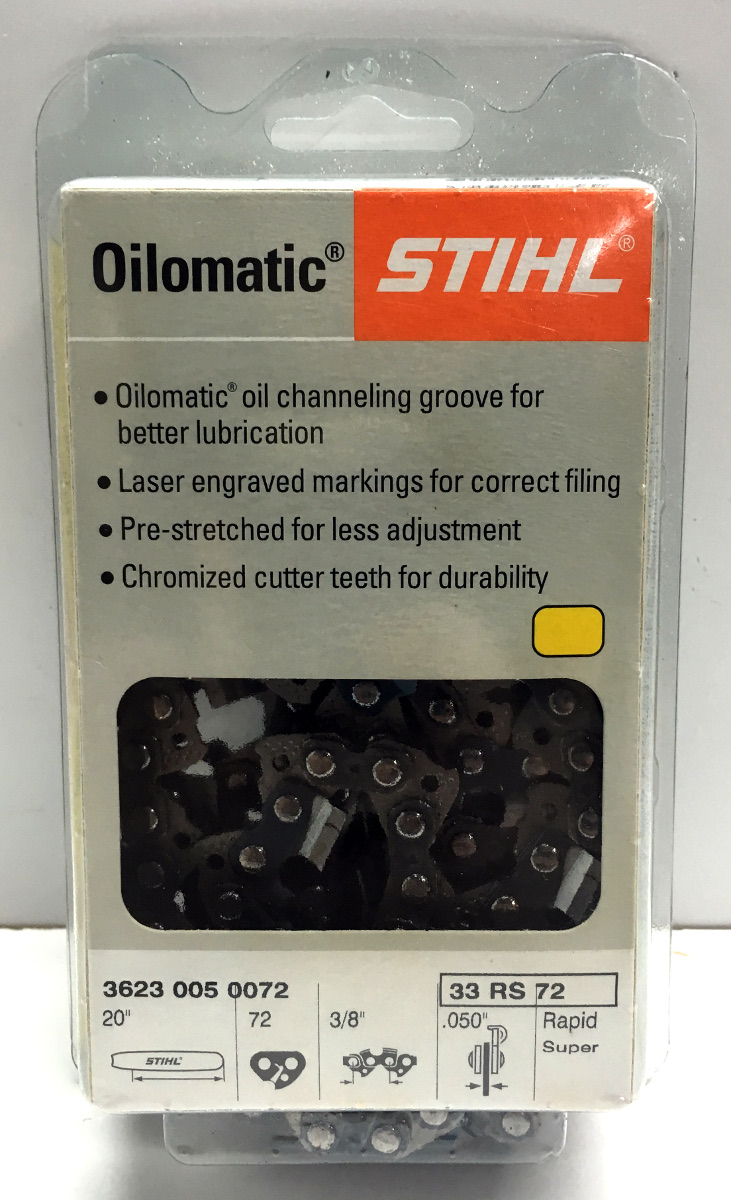 Oilomatic® STIHL®
• Oilomatic® oil channeling groove for
better lubrication
• Laser engraved markings for correct filing
• Pre-stretched for less adjustment
• Chromized cutter teeth for durability
3623 005 0072 33 RS 72
20" 72 3/8" .050" Rapid
Super
STIHL